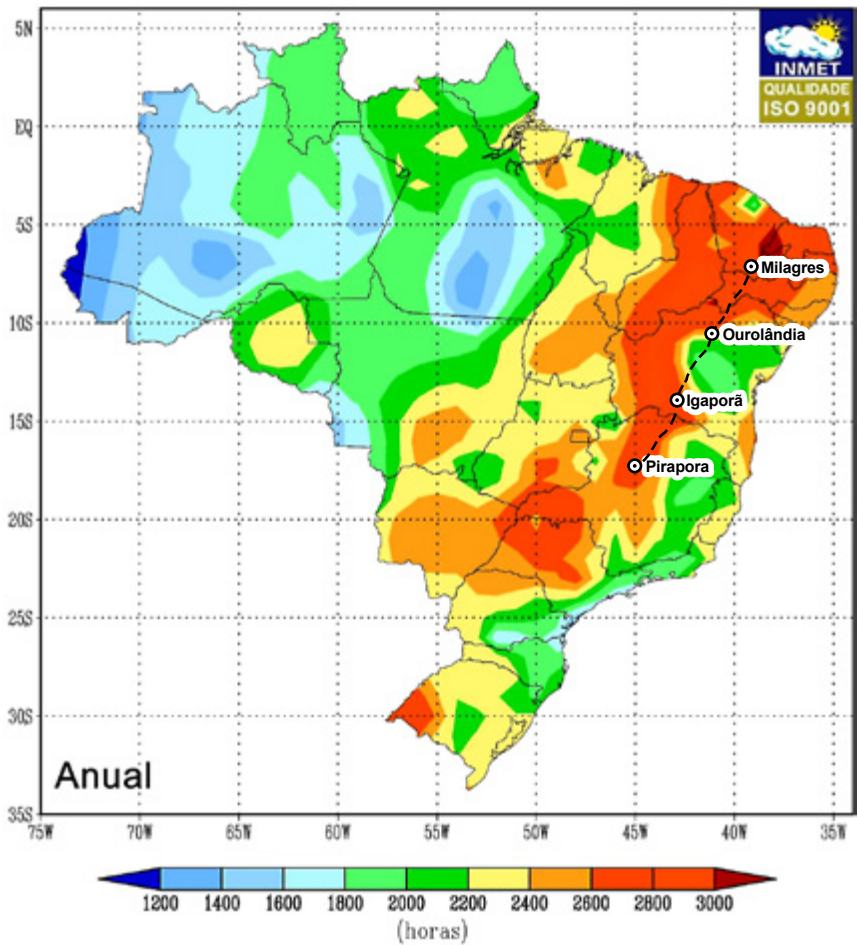 5N
EQ
5S
10S
15S
20S
25S
30S
35S
INMET
QUALIDADE
ISO 9001
Milagres
Ourolândia
Igaporã
Pirapora
Anual
75W 70W 65W 60W 55W 50W 45W 40W 35W
1200 1400 1600 1800 2000 2200 2400 2600 2800 3000
(horas)